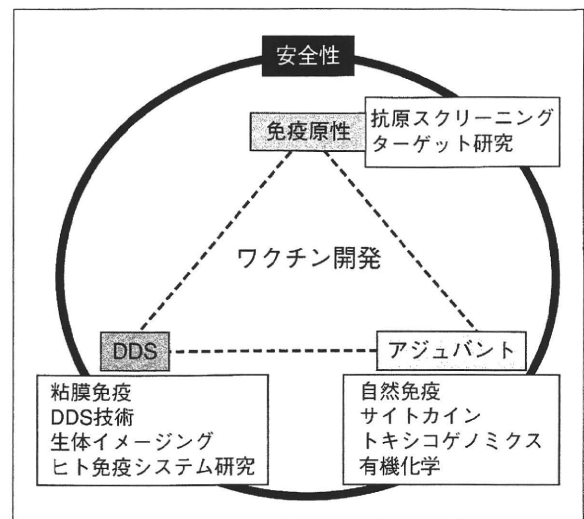 安全性
免疫原性
抗原スクリーニング
ターゲット研究
ワクチン開発
DDS
アジュバント
粘膜免疫
DDS技術
生体イメージング
ヒト免疫システム研究
自然免疫
サイトカイン
トキシコゲノミクス
有機化学